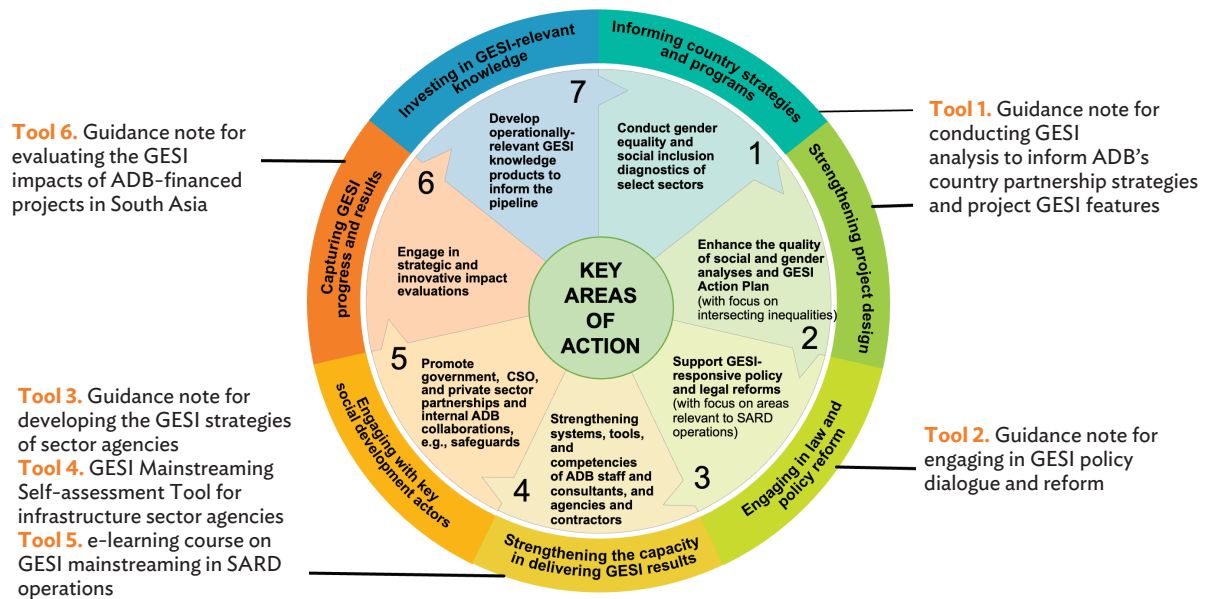 Informing country strategies
and programs
1
Conduct gender
equality and
social inclusion
diagnostics of
select sectors
Tool 1. Guidance note for
conducting GESI
analysis to inform ADB's
country partnership strategies
and project GESI features
Strengthening project design
2
Enhance the quality
of social and gender
analyses and GESI
Action Plan
(with focus on
intersecting inequalities)
Engaging in law and
policy reform
3
Support GESI-
responsive policy
and legal reforms
(with focus on areas
relevant to SARD
operations)
Tool 2. Guidance note for
engaging in GESI policy
dialogue and reform
Strengthening the capacity
in delivering GESI results
4
Strengthening
systems, tools,
and
competencies
of ADB staff and
consultants, and
agencies and
contractors
Tool 3. Guidance note for
developing the GESI strategies
of sector agencies
Tool 4. GESI Mainstreaming
Self-assessment Tool for
infrastructure sector agencies
Tool 5. e-learning course on
GESI mainstreaming in SARD
operations
Engaging with key
social development actors
5
Promote
government, CSO,
and private sector
partnerships and
internal ADB
collaborations,
e.g., safeguards
Capturing GESI
progress and results
6
Engage in
strategic and
innovative impact
evaluations
Tool 6. Guidance note for
evaluating the GESI
impacts of ADB-financed
projects in South Asia
Investing in GESI-relevant
knowledge
7
Develop
operationally-
relevant GESI
knowledge
products to
inform the
pipeline
KEY
AREAS
OF
ACTION